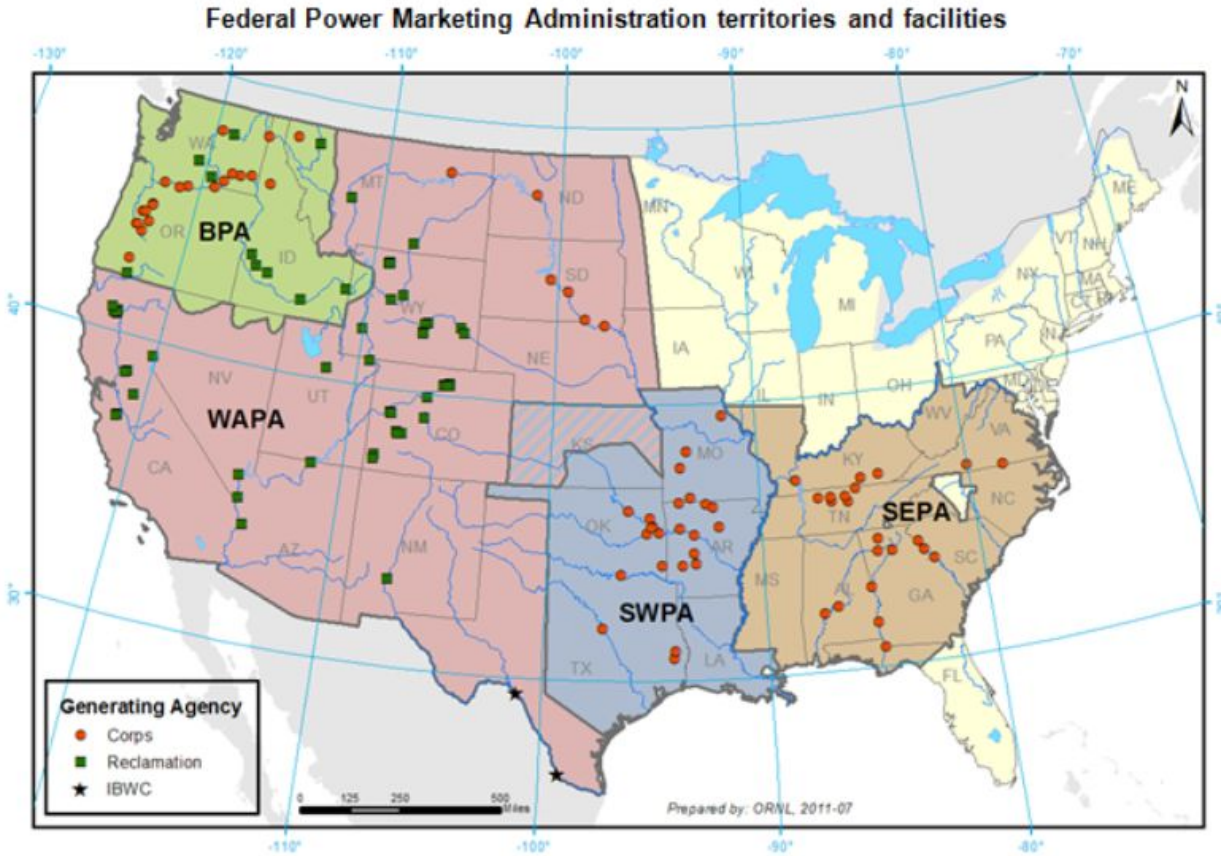 Federal Power Marketing Administration territories and facilities
-130° -120° -110° -100° -90° -80° -70°
N
WA
MT
ND
MN
ME
VT
NH
OR
BPA
ID
SD
WI
NY
MA
CT RI
WY
MI
40°
IA
PA
NE
NV
UT
IL
IN
OH
MD
DE
WV
VA
WAPA
CO
KS
MO
KY
CA
NC
TN
SEPA
OK
AR
SC
AZ
NM
MS
AL
GA
30°
SWPA
TX
LA
FL
Generating Agency
Corps
Reclamation
IBWC
0 125 250 500
Miles
Prepared by: ORNL, 2011-07
-110° -100° -90° -80°